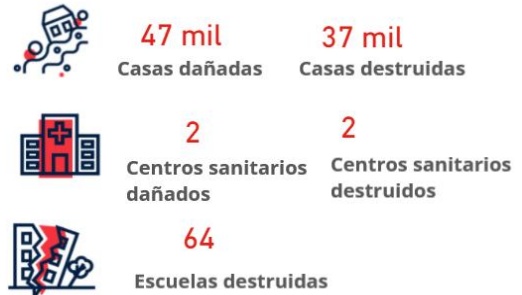 47 mil
Casas dañadas
37 mil
Casas destruidas
2
Centros sanitarios
dañados
2
Centros sanitarios
destruidos
64
Escuelas destruidas